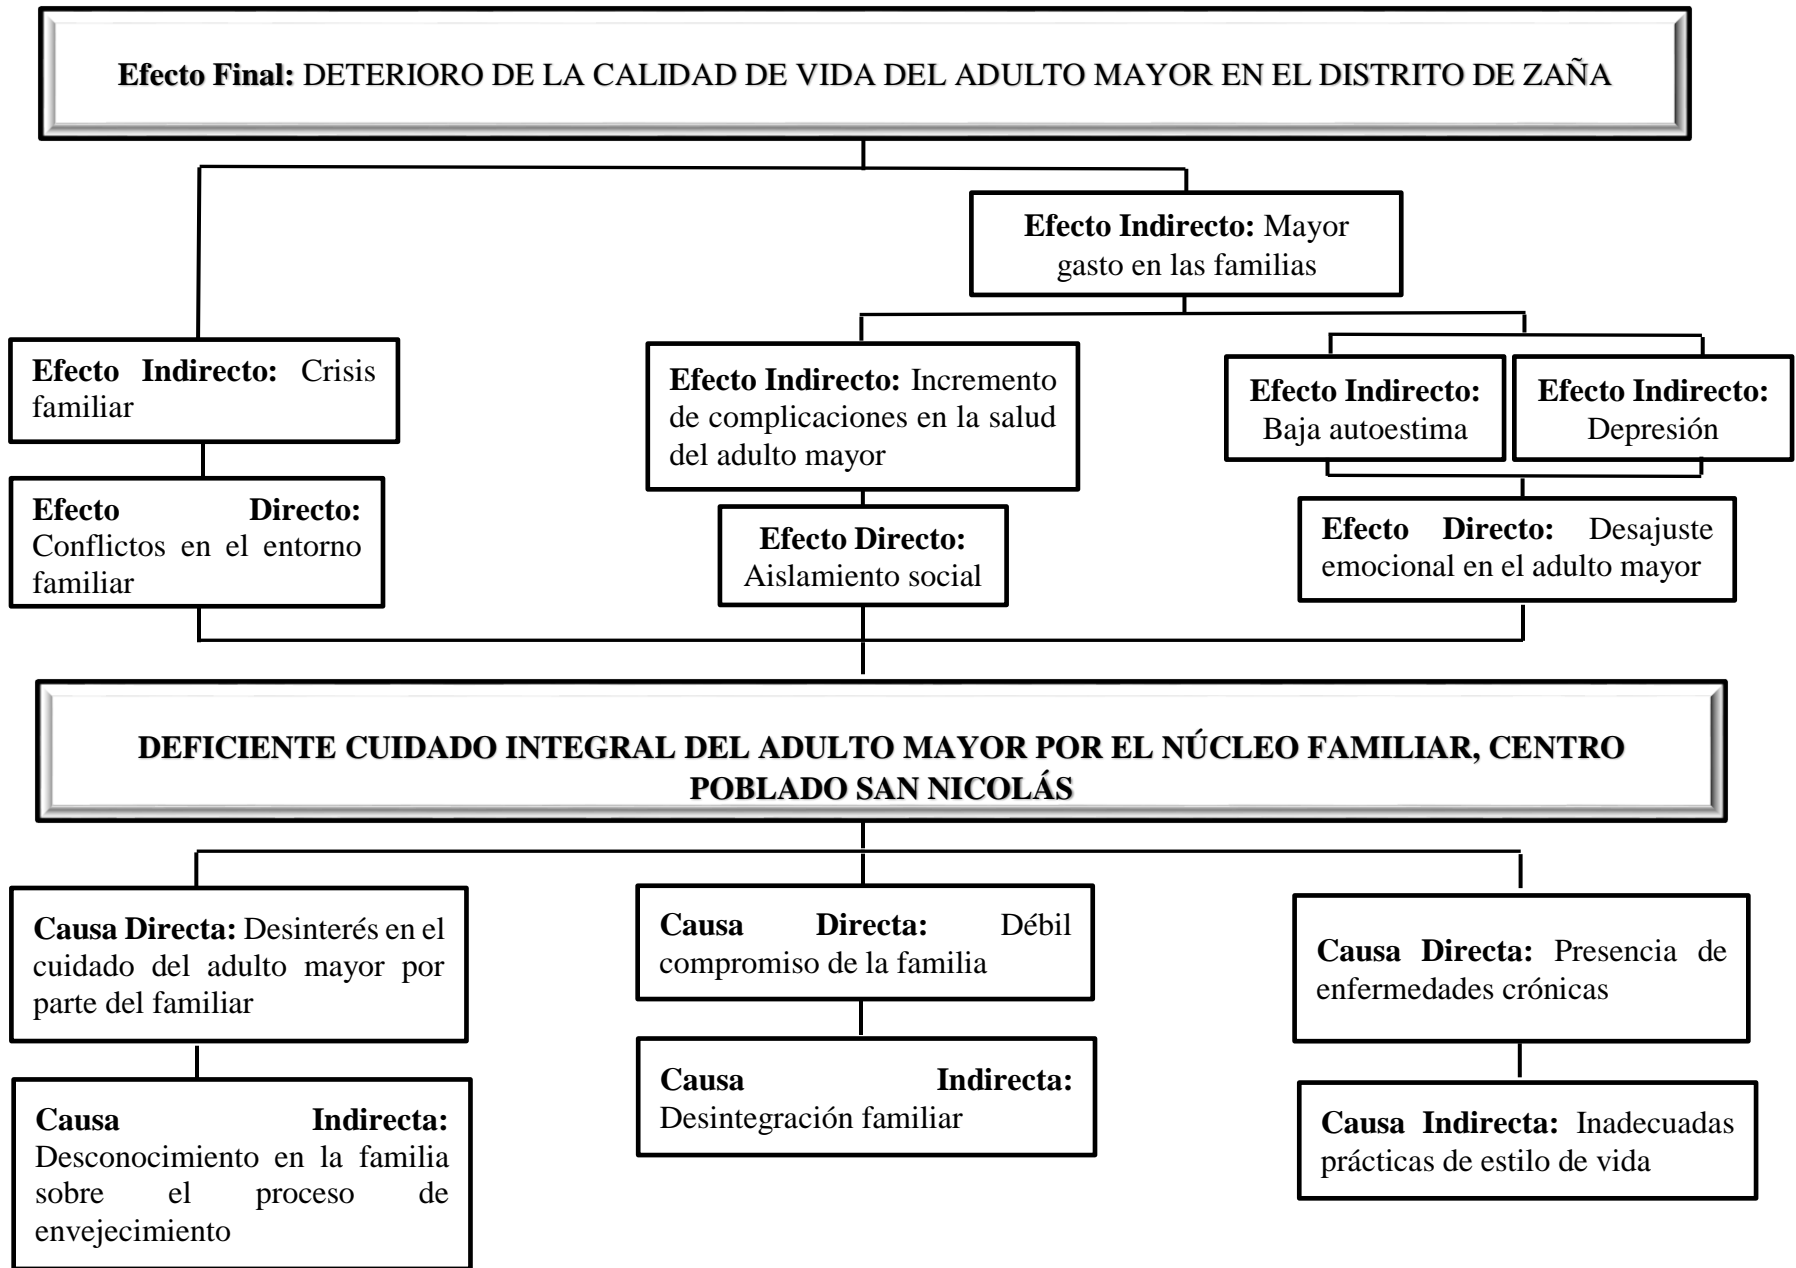 Efecto Final: DETERIORO DE LA CALIDAD DE VIDA DEL ADULTO MAYOR EN EL DISTRITO DE ZAÑA
Efecto Indirecto: Mayor
gasto en las familias
Efecto Indirecto: Crisis
familiar
Efecto Indirecto: Incremento
de complicaciones en la salud
del adulto mayor
Efecto Indirecto:
Baja autoestima
Efecto Indirecto:
Depresión
Efecto Directo:
Conflictos en el entorno
familiar
Efecto Directo:
Aislamiento social
Efecto Directo: Desajuste
emocional en el adulto mayor
DEFICIENTE CUIDADO INTEGRAL DEL ADULTO MAYOR POR EL NÚCLEO FAMILIAR, CENTRO
POBLADO SAN NICOLÁS
Causa Directa: Desinterés en el
cuidado del adulto mayor por
parte del familiar
Causa Directa: Débil
compromiso de la familia
Causa Directa: Presencia de
enfermedades crónicas
Causa Indirecta:
Desconocimiento en la familia
sobre el proceso de
envejecimiento
Causa Indirecta:
Desintegración familiar
Causa Indirecta: Inadecuadas
prácticas de estilo de vida